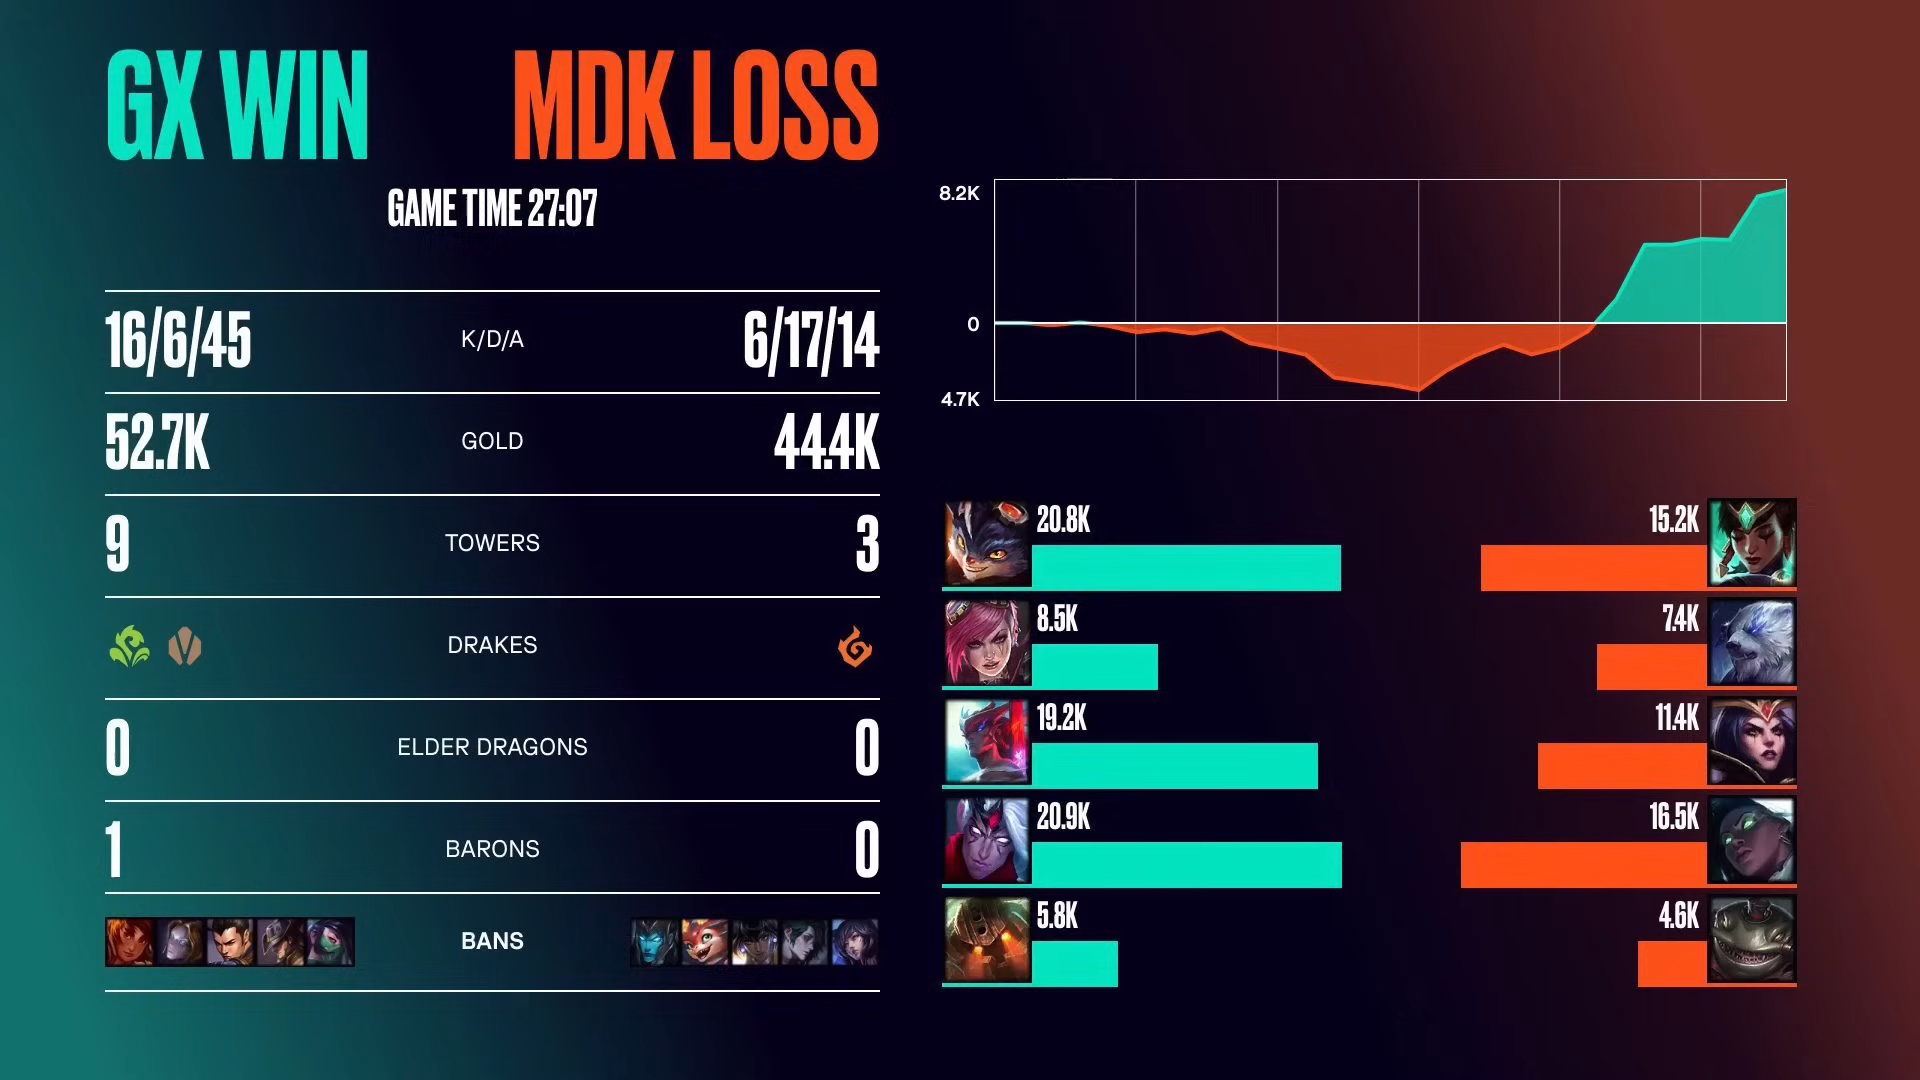 GX WIN
MDK LOSS
GAME TIME 27:07
16/6/45 K/D/A 6/17/14
52.7K GOLD 44.4K
9 TOWERS 3
DRAKES
0 ELDER DRAGONS 0
1 BARONS 0
BANS
8.2K
0
4.7K
20.8K 15.2K
8.5K 7.4K
19.2K 11.4K
20.9K 16.5K
5.8K 4.6K